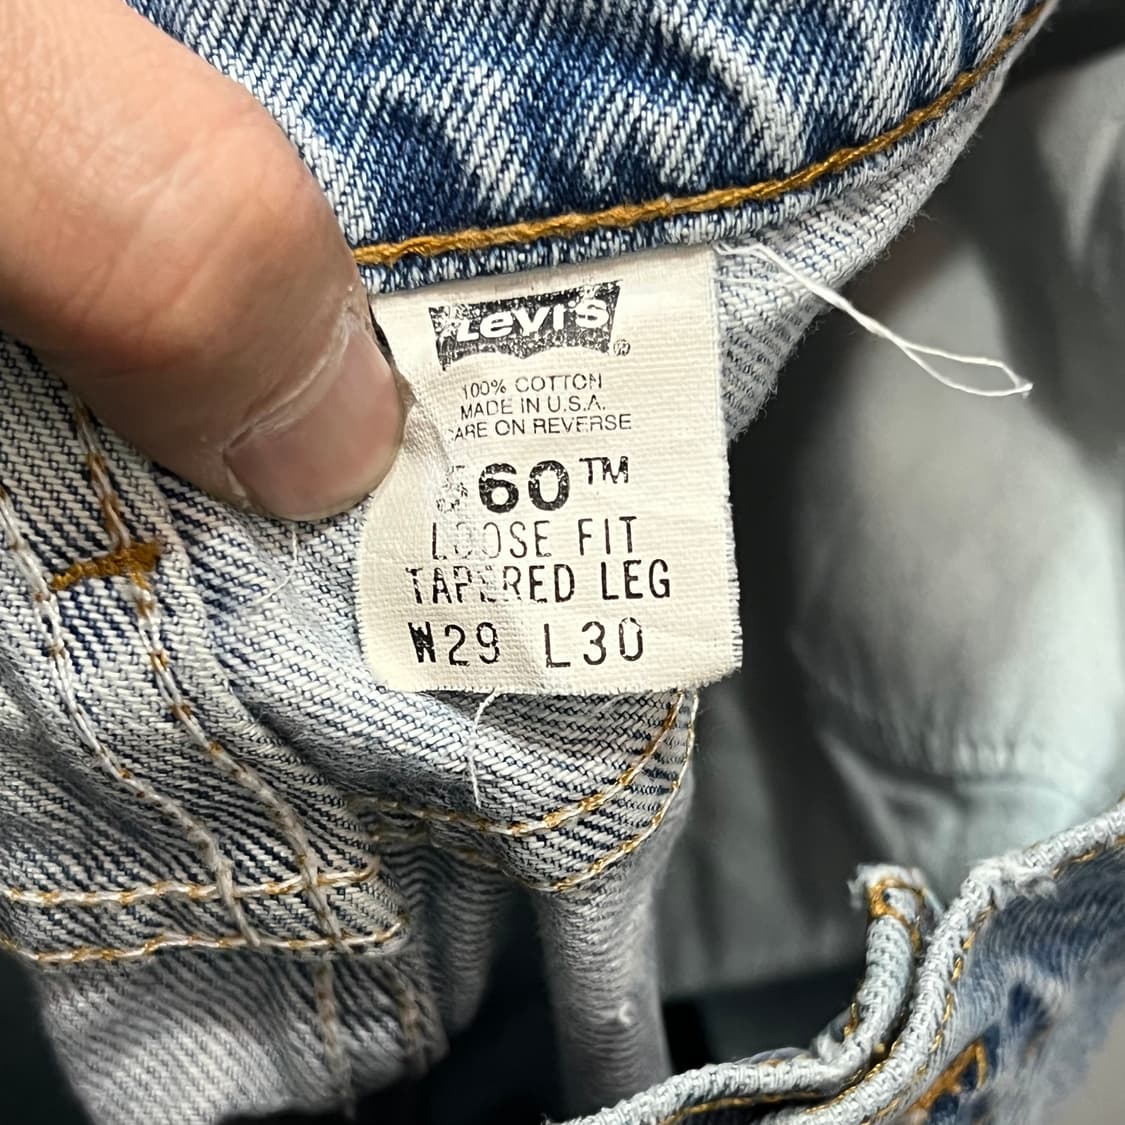 Levi's ®
100% COTTON
MADE IN U.S.A.
CARE ON REVERSE
560™
LOOSE FIT
TAPERED LEG
W29 L30